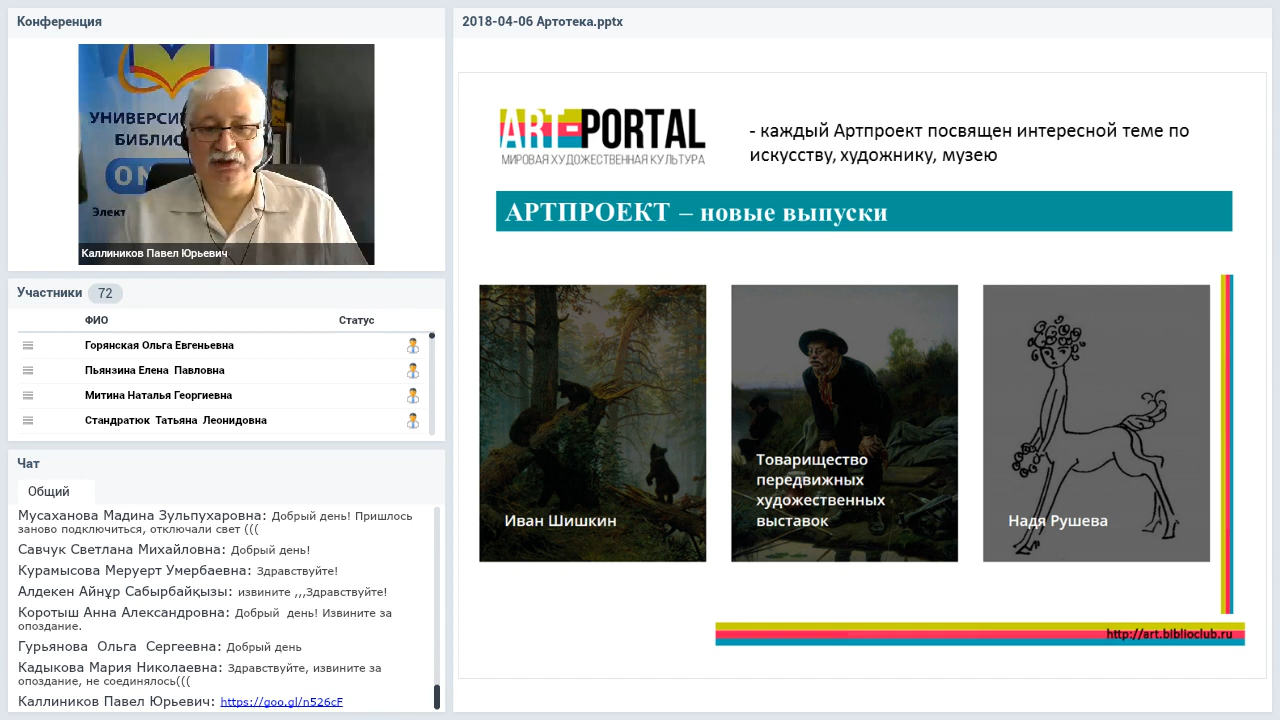 Конференция
УНИВЕРСИ
БИБЛИО
ON
Элект
Каллиников Павел Юрьевич
Участники 72
ФИО Статус
Горянская Ольга Евгеньевна
Пьянзина Елена Павловна
Митина Наталья Георгиевна
Стандратюк Татьяна Леонидовна
Чат
Общий
Мусаханова Мадина Зульпухаровна: Добрый день! Пришлось
заново подключиться, отключали свет (((
Савчук Светлана Михайловна: Добрый день!
Курамысова Меруерт Умербаевна: Здравствуйте!
Алдекен Айнұр Сабырбайқызы: извините ,,,Здравствуйте!
Коротыш Анна Александровна: Добрый день! Извините за
опоздание.
Гурьянова Ольга Сергеевна: Добрый день
Кадыкова Мария Николаевна: Здравствуйте, извините за
опоздание, не соединялось(((
Каллиников Павел Юрьевич: https://goo.gl/n526cF
2018-04-06 Артотека.pptx
ART-PORTAL
МИРОВАЯ ХУДОЖЕСТВЕННАЯ КУЛЬТУРА
- каждый Артпроект посвящен интересной теме по
искусству, художнику, музею
АРТПРОЕКТ – новые выпуски
Иван Шишкин
Товарищество
передвижных
художественных
выставок
Надя Рушева
http://art.biblioclub.ru